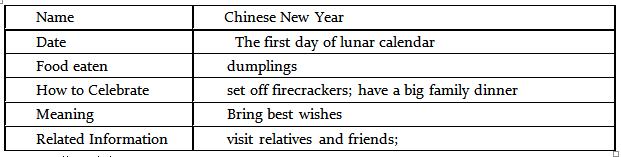 Name Chinese New Year
Date The first day of lunar calendar
Food eaten dumplings
How to Celebrate set off firecrackers; have a big family dinner
Meaning Bring best wishes
Related Information visit relatives and friends;